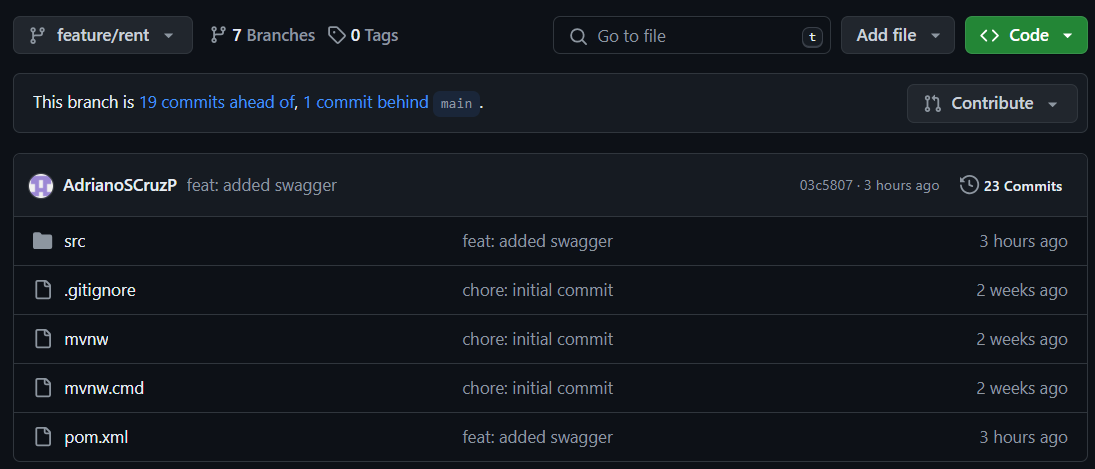 feature/rent 7 Branches 0 Tags Go to file t Add file Code
This branch is 19 commits ahead of, 1 commit behind main . Contribute
AdrianoSCruzP feat: added swagger 03c5807 · 3 hours ago 23 Commits
src feat: added swagger 3 hours ago
.gitignore chore: initial commit 2 weeks ago
mvnw chore: initial commit 2 weeks ago
mvnw.cmd chore: initial commit 2 weeks ago
pom.xml feat: added swagger 3 hours ago